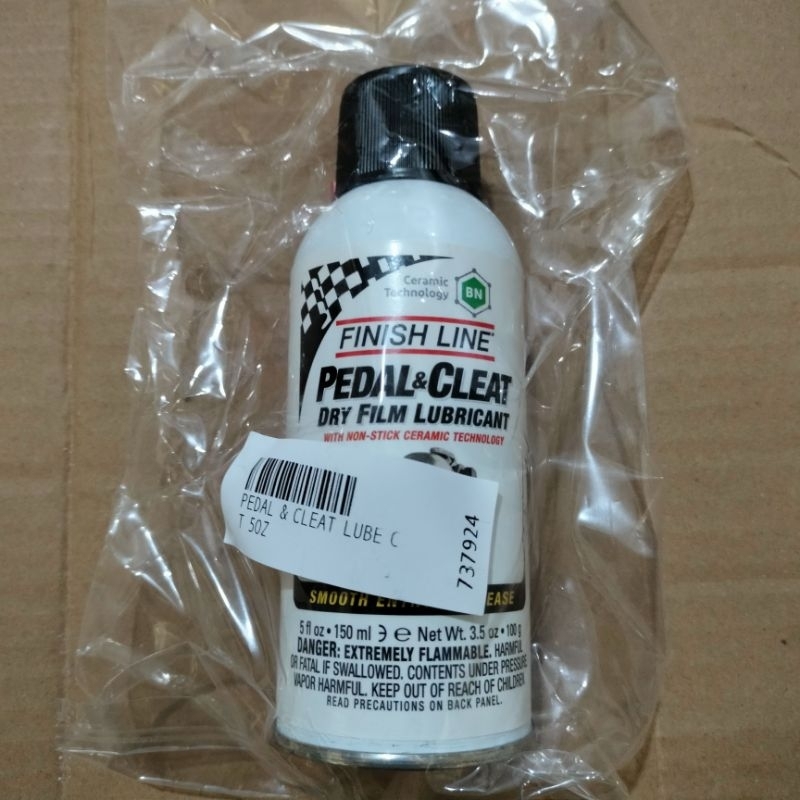 Ceramic
Technology
BN
FINISH LINE
PEDAL & CLEAT
DRY FILM LUBRICANT
WITH NON-STICK CERAMIC TECHNOLOGY
PEDAL & CLEAT LUBE C
T 5OZ
737924
SMOOTH
5 fl oz • 150 ml 3 e Net Wt. 3.5 oz • 100 g
DANGER: EXTREMELY FLAMMABLE. HARMFUL
OR FATAL IF SWALLOWED. CONTENTS UNDER PRESSURE
VAPOR HARMFUL. KEEP OUT OF REACH OF CHILDREN
READ PRECAUTIONS ON BACK PANEL.